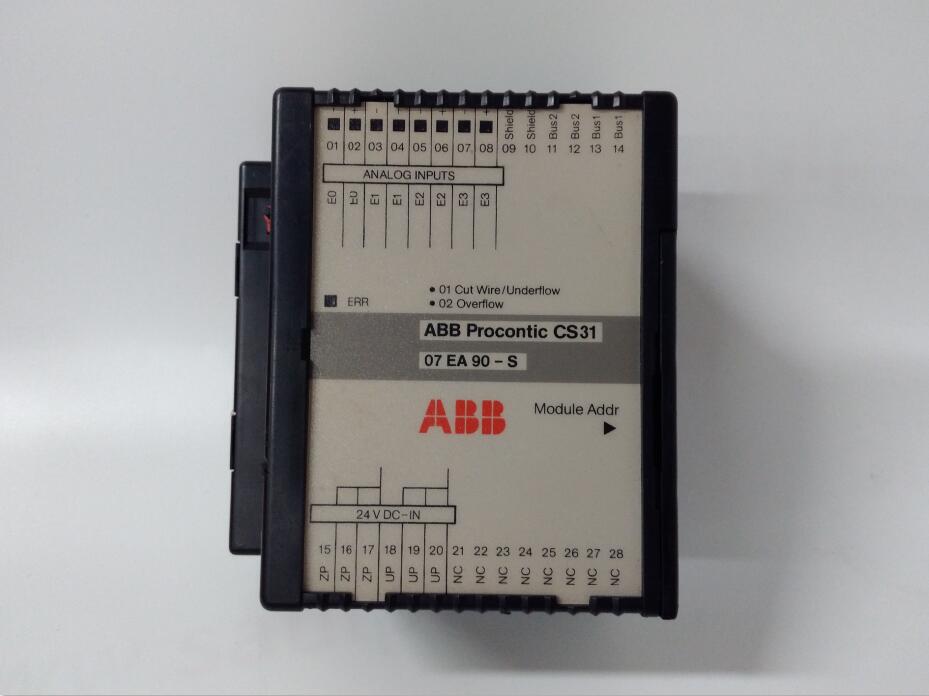 - + - - - + - +
01 02 03 04 05 06 07 08 09 10 11 12 13 14
Shield Shield Bus2 Bus2 Bus1 Bus1
ANALOG INPUTS
E0 E0 E1 E1 E2 E2 E3 E3
ERR
• 01 Cut Wire/Underflow
• 02 Overflow
ABB Procontic CS31
07 EA 90 – S
ABB
Module Addr
24 V DC–IN
15 16 17 18 19 20 21 22 23 24 25 26 27 28
ZP ZP ZP UP UP UP NC NC NC NC NC NC NC NC